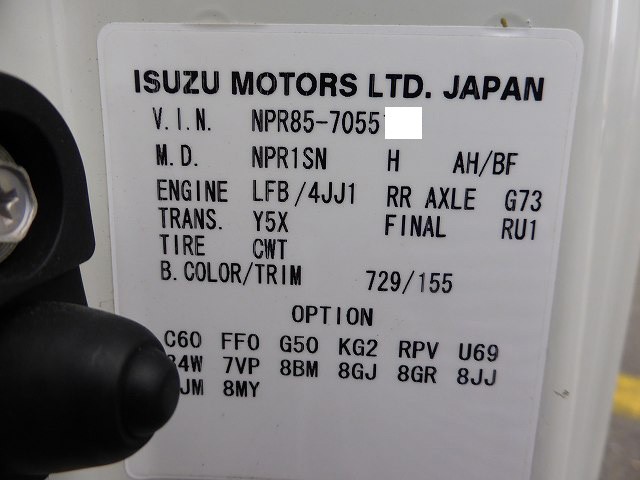 ISUZU MOTORS LTD. JAPAN
V.I.N. NPR85-7055
M.D. NPR1SN H AH/BF
ENGINE LFB/4JJ1 RR AXLE G73
TRANS. Y5X FINAL RU1
TIRE CWT
B.COLOR/TRIM 729/155
OPTION
C60 FF0 G50 KG2 RPV U69
7VP 8BM 8GJ 8GR 8JJ
8MY